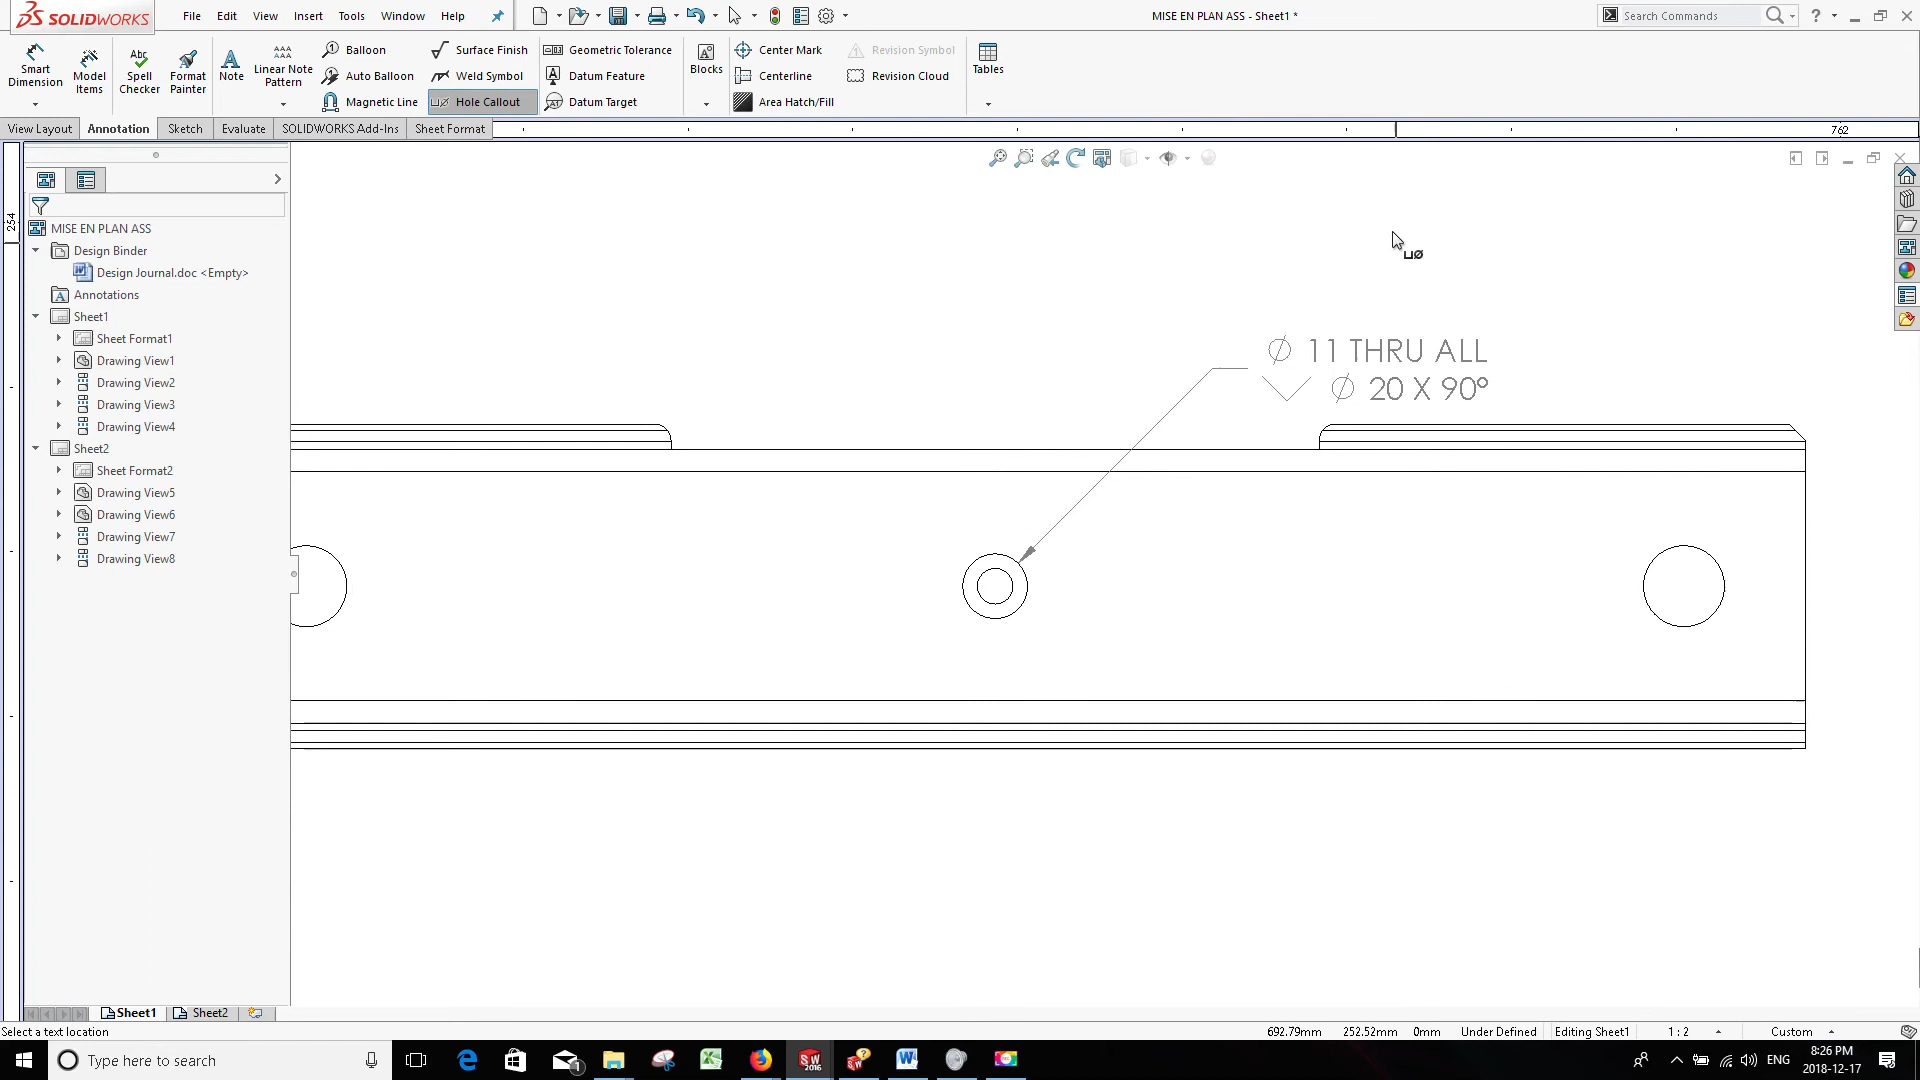 SOLIDWORKS
File Edit View Insert Tools Window Help
MISE EN PLAN ASS - Sheet1 *
Search Commands
Smart Dimension
Model Items
Abc
Spell Checker
Format Painter
A
Note
AAA
AAA
Linear Note Pattern
Balloon
Auto Balloon
Magnetic Line
Surface Finish
Weld Symbol
Hole Callout
Geometric Tolerance
Datum Feature
Datum Target
Blocks
Center Mark
Centerline
Area Hatch/Fill
Revision Symbol
Revision Cloud
Tables
View Layout Annotation Sketch Evaluate SOLIDWORKS Add-Ins Sheet Format
762
254
MISE EN PLAN ASS
Design Binder
Design Journal.doc <Empty>
Annotations
Sheet1
Sheet Format1
Drawing View1
Drawing View2
Drawing View3
Drawing View4
Sheet2
Sheet Format2
Drawing View5
Drawing View6
Drawing View7
Drawing View8
∅ 11 THRU ALL
∅ 20 X 90°
Sheet1 Sheet2
Select a text location
692.79mm 252.52mm 0mm Under Defined Editing Sheet1 1 : 2 Custom
Type here to search
1
SW 2016
ENG
8:26 PM
2018-12-17